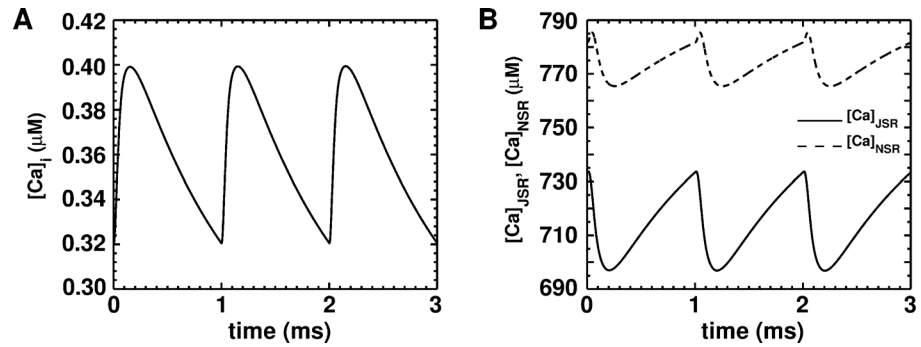 A
[Ca]i (μM)
0.42
0.40
0.38
0.36
0.34
0.32
0.30
0 1 2 3
time (ms)
B
[Ca]JSR, [Ca]NSR (μM)
790
770
750
730
710
690
[Ca]JSR
[Ca]NSR
0 1 2 3
time (ms)